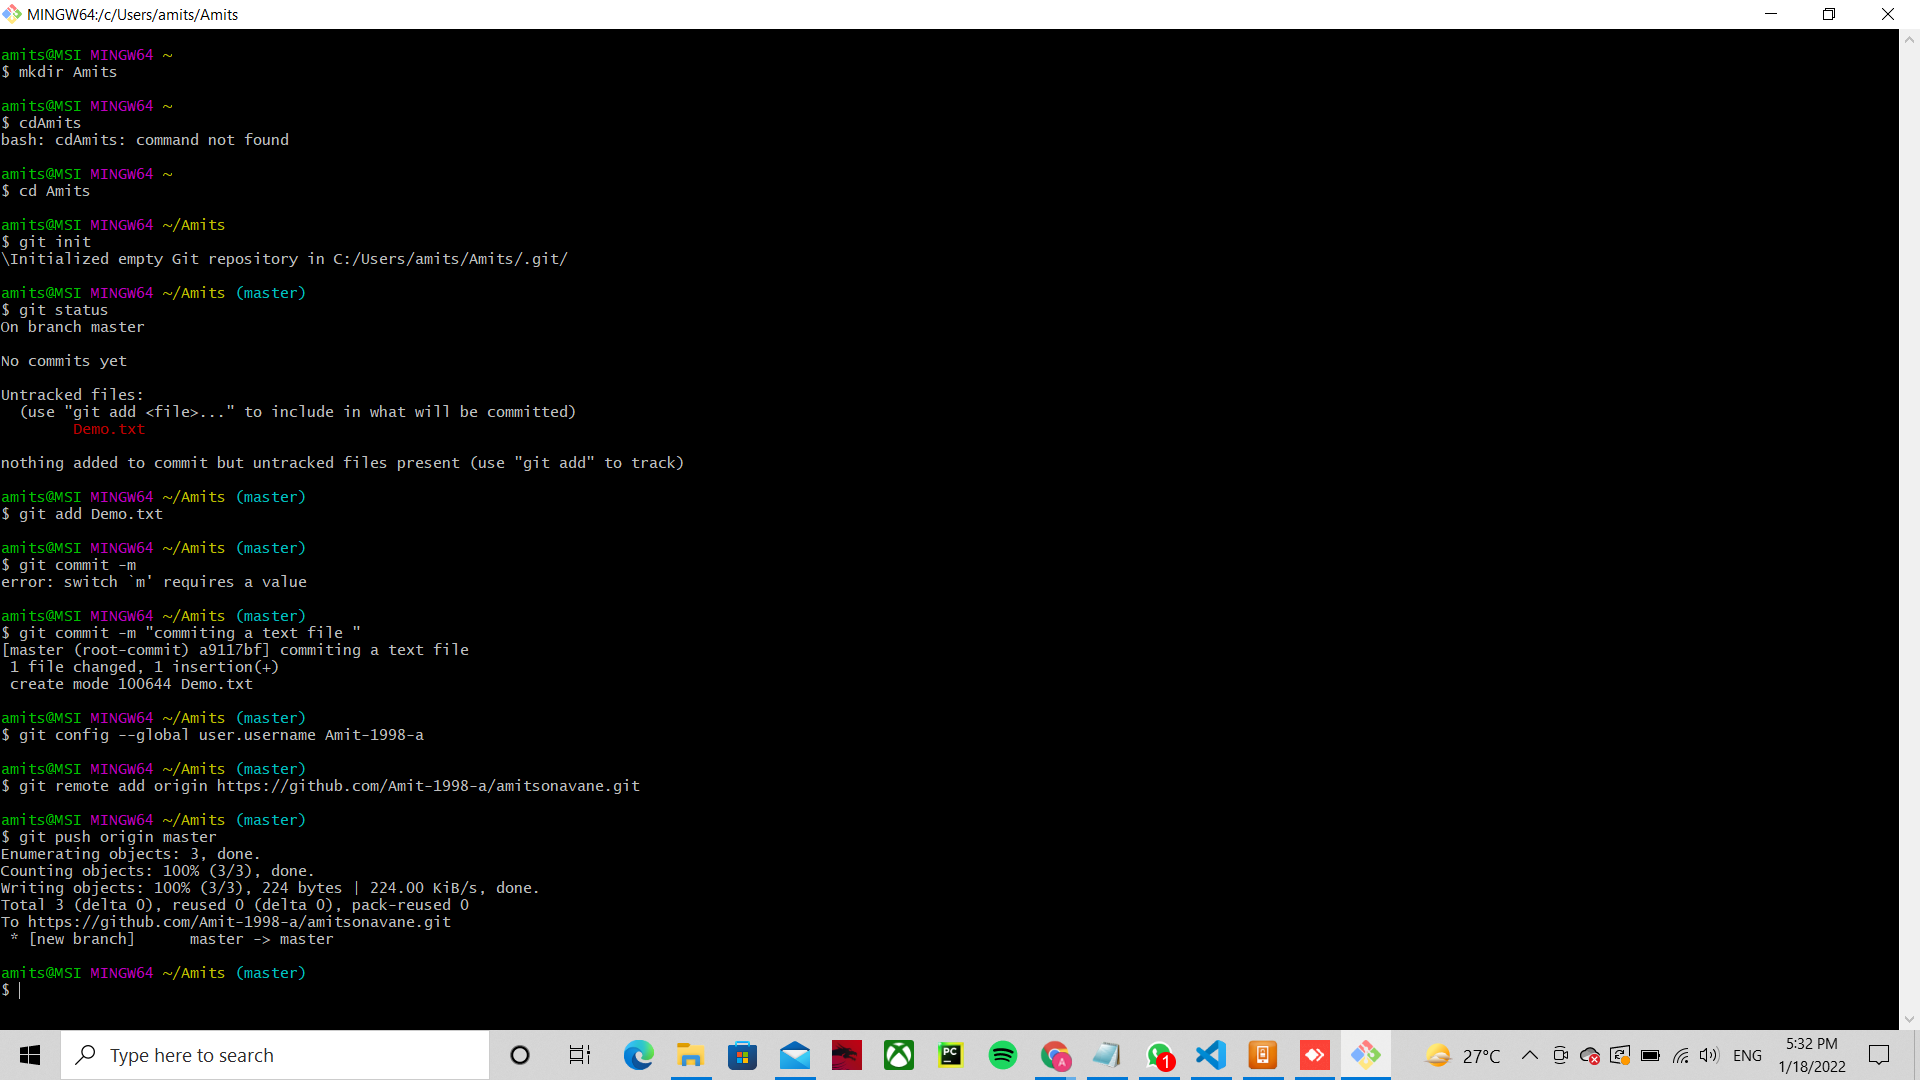 MINGW64:/c/Users/amits/Amits
amits@MSI MINGW64 ~
$ mkdir Amits
amits@MSI MINGW64 ~
$ cdAmits
bash: cdAmits: command not found
amits@MSI MINGW64 ~
$ cd Amits
amits@MSI MINGW64 ~/Amits
$ git init
\Initialized empty Git repository in C:/Users/amits/Amits/.git/
amits@MSI MINGW64 ~/Amits (master)
$ git status
On branch master
No commits yet
Untracked files:
  (use "git add <file>..." to include in what will be committed)
        Demo.txt
nothing added to commit but untracked files present (use "git add" to track)
amits@MSI MINGW64 ~/Amits (master)
$ git add Demo.txt
amits@MSI MINGW64 ~/Amits (master)
$ git commit -m
error: switch `m' requires a value
amits@MSI MINGW64 ~/Amits (master)
$ git commit -m "commiting a text file "
[master (root-commit) a9117bf] commiting a text file
 1 file changed, 1 insertion(+)
 create mode 100644 Demo.txt
amits@MSI MINGW64 ~/Amits (master)
$ git config --global user.username Amit-1998-a
amits@MSI MINGW64 ~/Amits (master)
$ git remote add origin https://github.com/Amit-1998-a/amitsonavane.git
amits@MSI MINGW64 ~/Amits (master)
$ git push origin master
Enumerating objects: 3, done.
Counting objects: 100% (3/3), done.
Writing objects: 100% (3/3), 224 bytes | 224.00 KiB/s, done.
Total 3 (delta 0), reused 0 (delta 0), pack-reused 0
To https://github.com/Amit-1998-a/amitsonavane.git
 * [new branch]      master -> master
amits@MSI MINGW64 ~/Amits (master)
$
Type here to search
PC
A
1
27°C
ENG
5:32 PM
1/18/2022